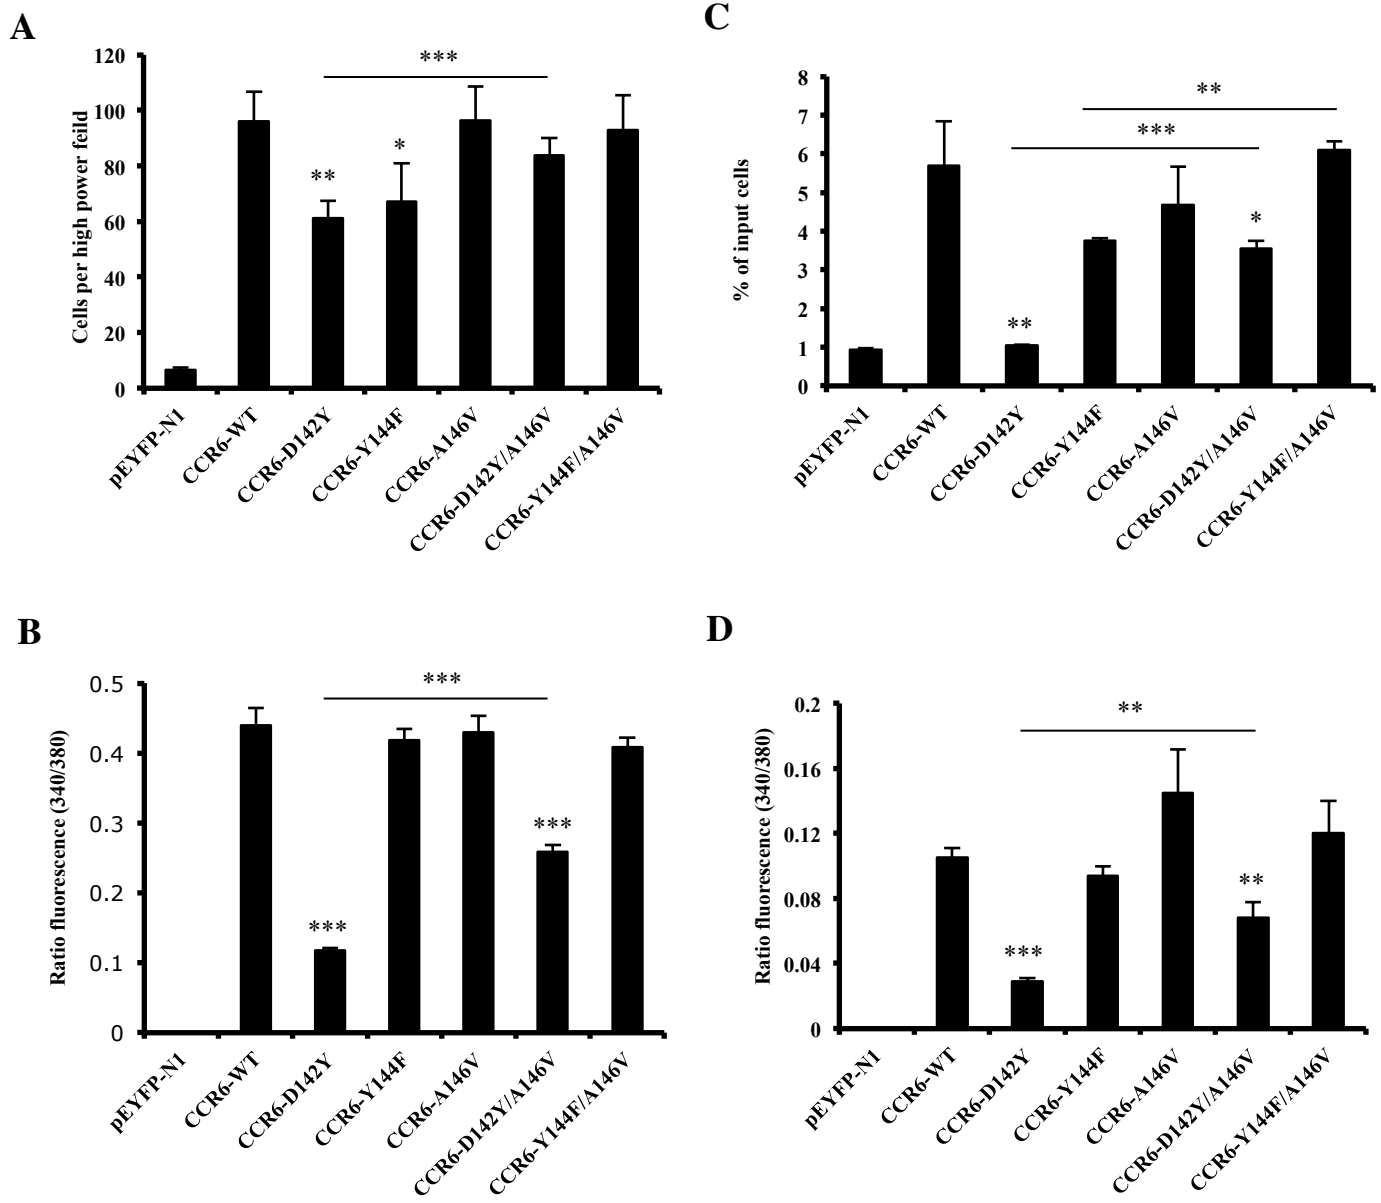 A
120
100
80
60
40
20
0
Cells per high power feild
***
**
*
pEYFP-N1
CCR6-WT
CCR6-D142Y
CCR6-Y144F
CCR6-A146V
CCR6-D142Y/A146V
CCR6-Y144F/A146V
C
8
7
6
5
4
3
2
1
0
% of input cells
**
***
**
*
pEYFP-N1
CCR6-WT
CCR6-D142Y
CCR6-Y144F
CCR6-A146V
CCR6-D142Y/A146V
CCR6-Y144F/A146V
B
0.5
0.4
0.3
0.2
0.1
0
Ratio fluorescence (340/380)
***
***
***
pEYFP-N1
CCR6-WT
CCR6-D142Y
CCR6-Y144F
CCR6-A146V
CCR6-D142Y/A146V
CCR6-Y144F/A146V
D
0.2
0.16
0.12
0.08
0.04
0
Ratio fluorescence (340/380)
**
***
**
pEYFP-N1
CCR6-WT
CCR6-D142Y
CCR6-Y144F
CCR6-A146V
CCR6-D142Y/A146V
CCR6-Y144F/A146V